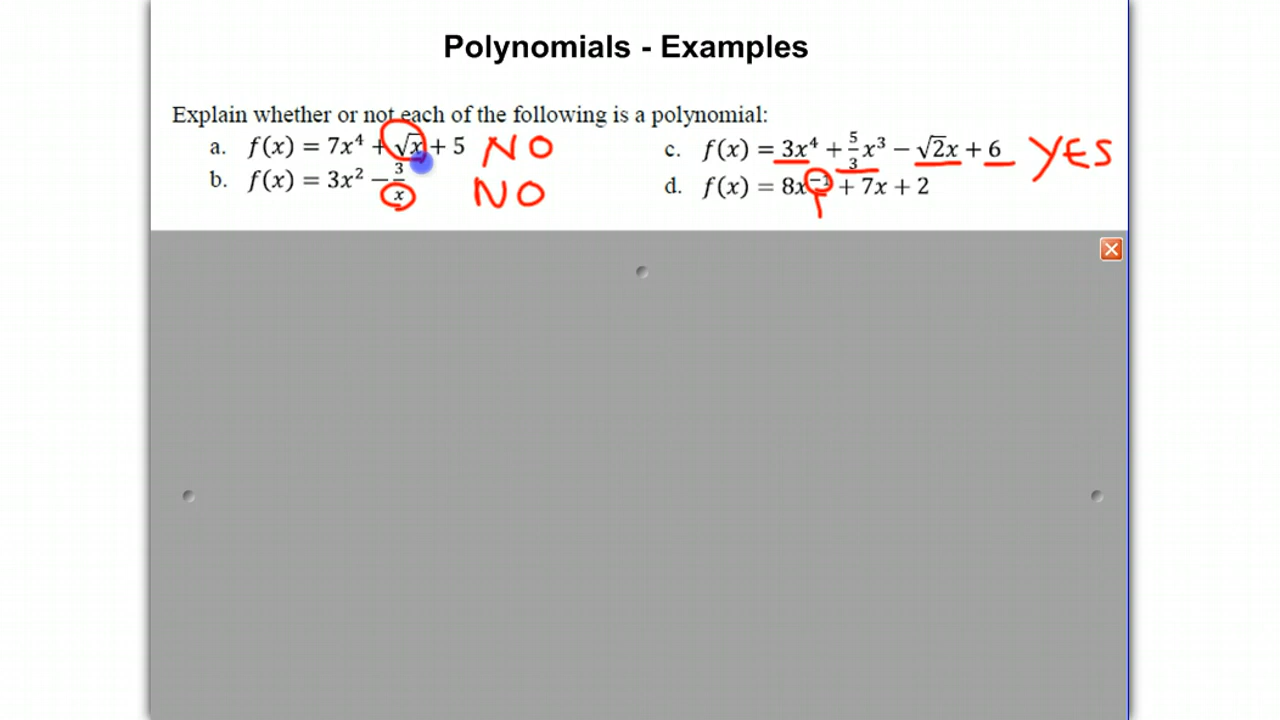 Polynomials - Examples
Explain whether or not each of the following is a polynomial:
a. f(x) = 7x⁴ + √x + 5 NO
b. f(x) = 3x² − 3/x NO
c. f(x) = 3x⁴ + 5/3 x³ − √2x + 6 YES
d. f(x) = 8x⁻¹ + 7x + 2